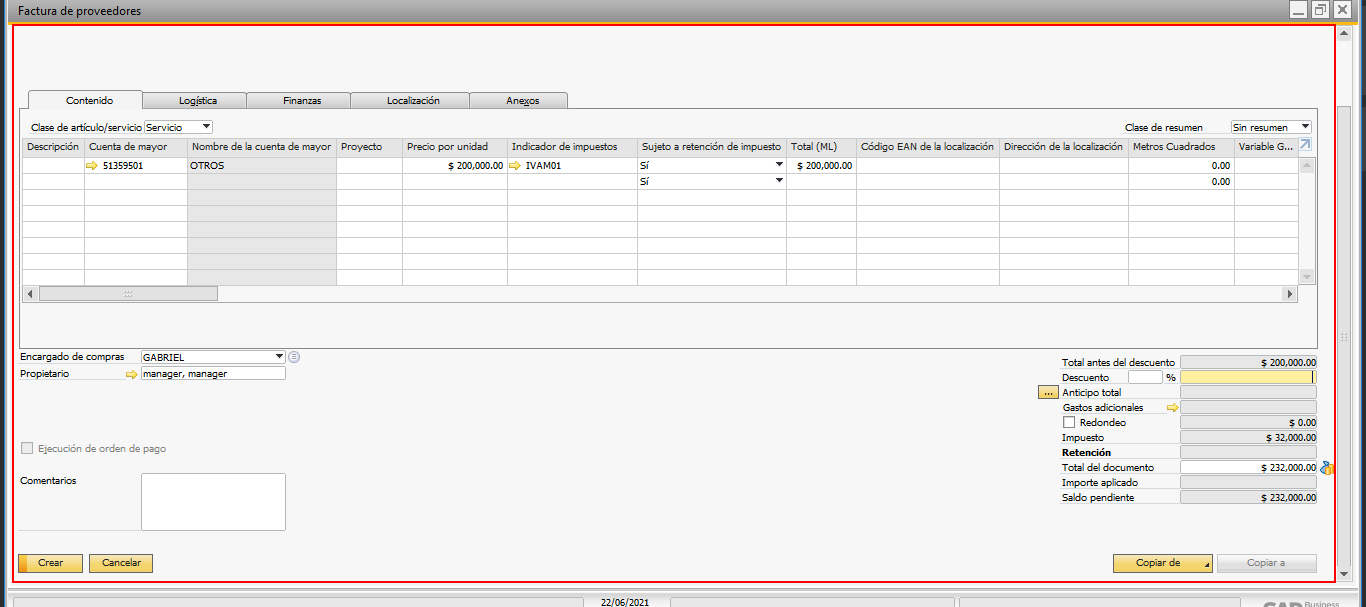 Factura de proveedores
Contenido Logística Finanzas Localización Anexos
Clase de artículo/servicio Servicio Clase de resumen Sin resumen
Descripción Cuenta de mayor Nombre de la cuenta de mayor Proyecto Precio por unidad Indicador de impuestos Sujeto a retención de impuesto Total (ML) Código EAN de la localización Dirección de la localización Metros Cuadrados Variable G...
51359501 OTROS $ 200,000.00 IVAM01 Sí $ 200,000.00 0.00
Sí 0.00
Encargado de compras GABRIEL
Propietario manager, manager
Total antes del descuento $ 200,000.00
Descuento %
... Anticipo total
Gastos adicionales
Redondeo $ 0.00
Impuesto $ 32,000.00
Retención
Total del documento $ 232,000.00
Importe aplicado
Saldo pendiente $ 232,000.00
Ejecución de orden de pago
Comentarios
Crear Cancelar Copiar de Copiar a
22/06/2021 Business